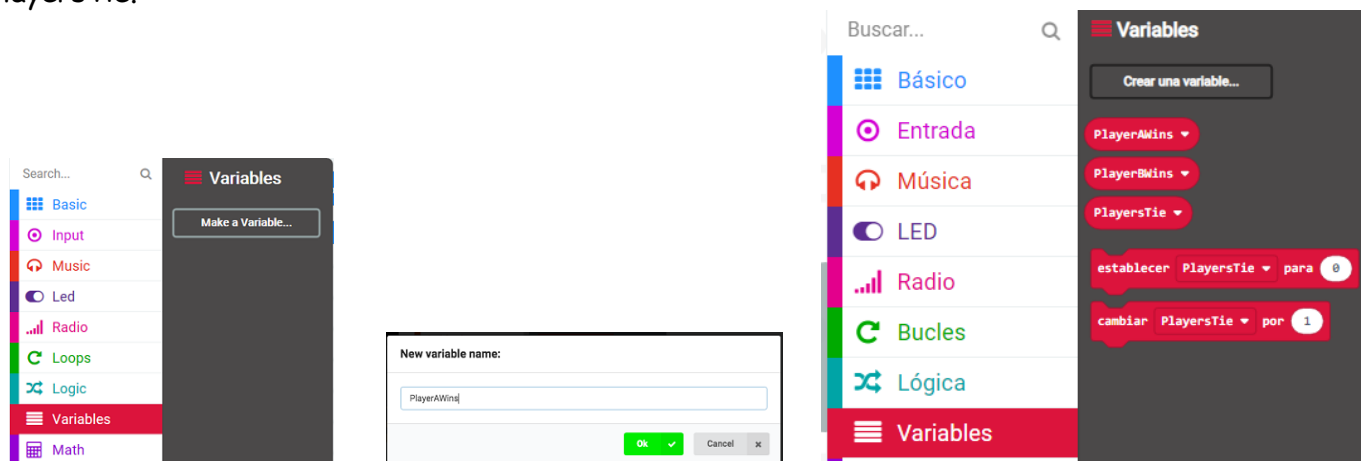 Search...
Basic
Input
Music
Led
Radio
Loops
Logic
Variables
Math
Variables
Make a Variable...
New variable name:
PlayerAWins
Ok
Cancel
Buscar...
Básico
Entrada
Música
LED
Radio
Bucles
Lógica
Variables
Variables
Crear una variable...
PlayerAWins
PlayerBWins
PlayersTie
establecer PlayersTie para 0
cambiar PlayersTie por 1